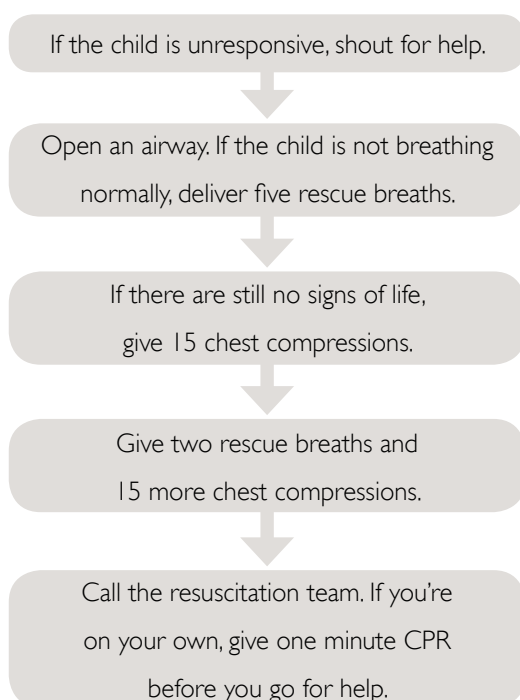 If the child is unresponsive, shout for help.
Open an airway. If the child is not breathing
normally, deliver five rescue breaths.
If there are still no signs of life,
give 15 chest compressions.
Give two rescue breaths and
15 more chest compressions.
Call the resuscitation team. If you’re
on your own, give one minute CPR
before you go for help.